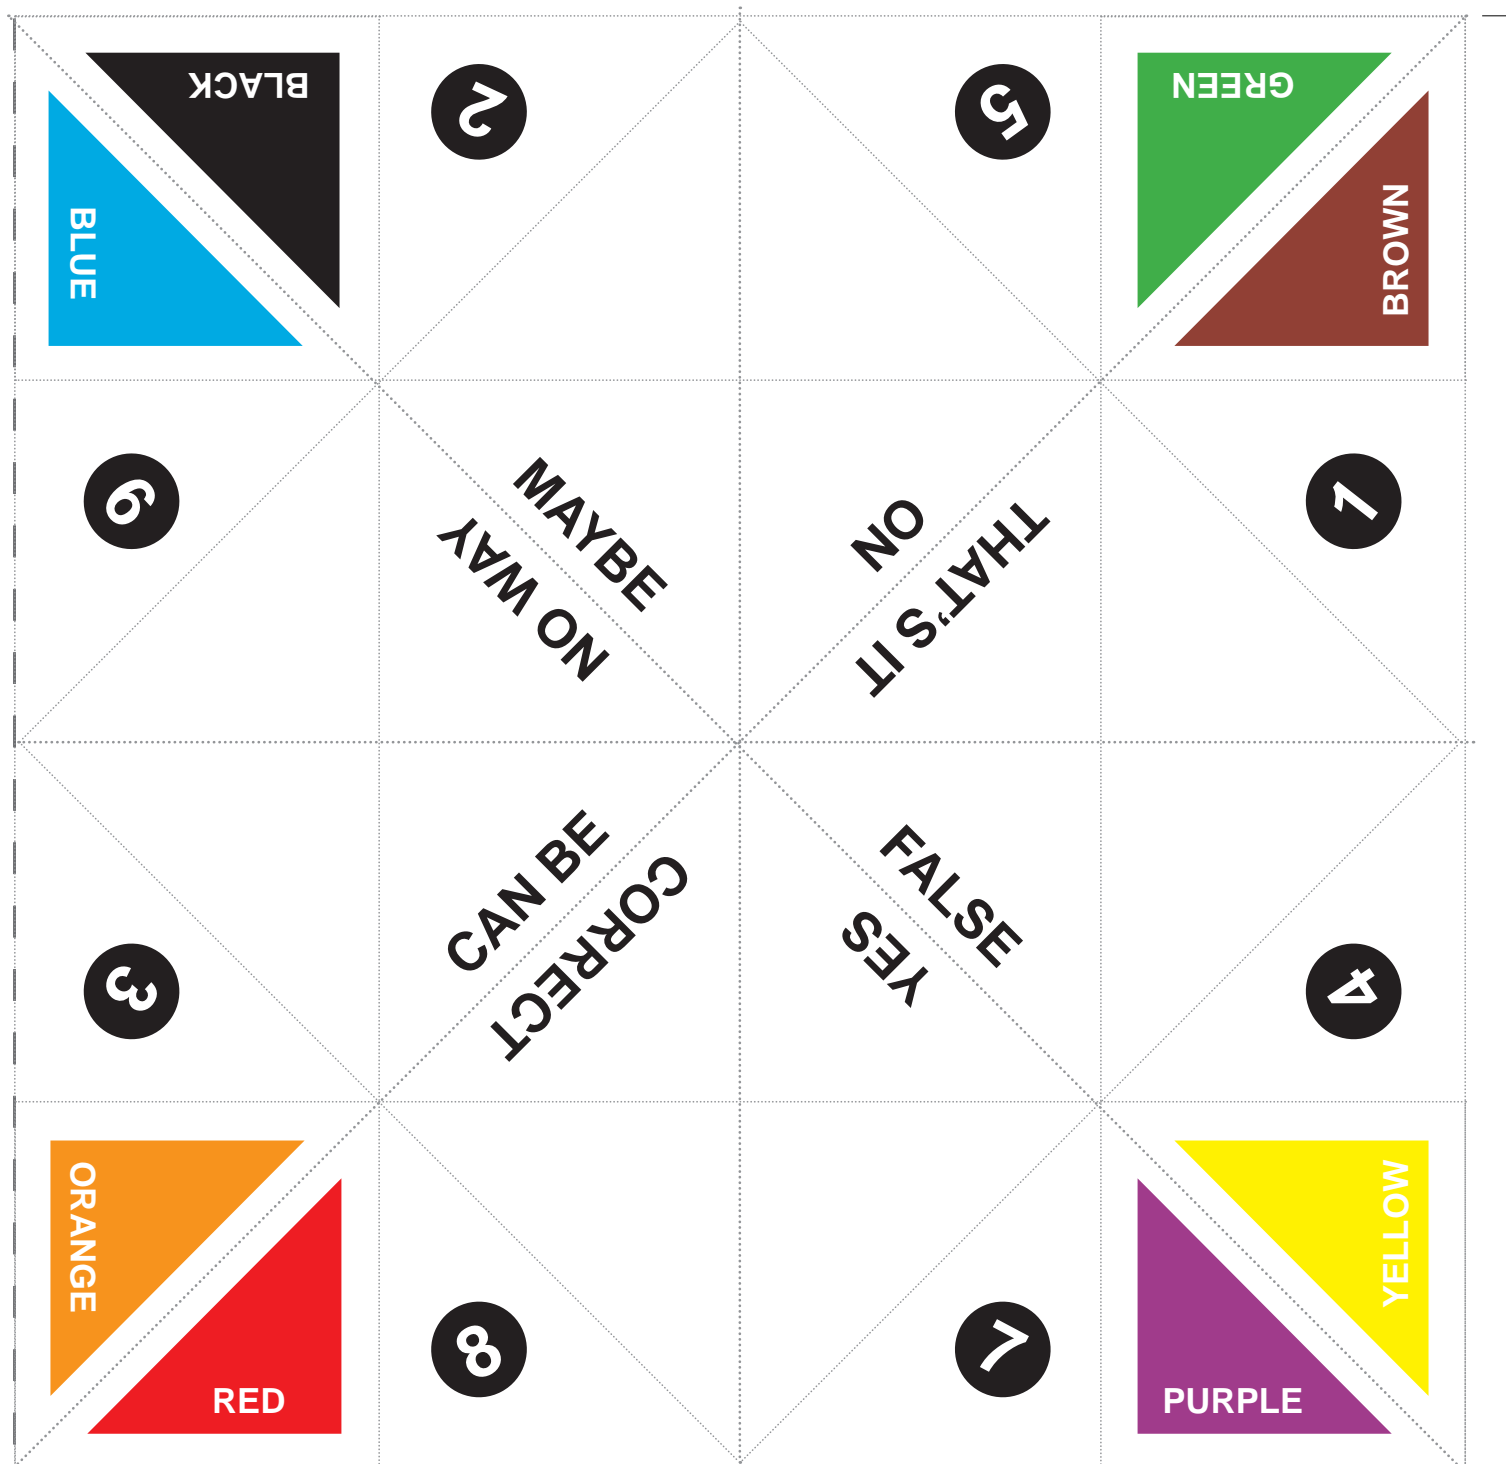 BLACK
2
5
GREEN
BLUE
BROWN
6
MAYBE
NO WAY
NO
THAT'S IT
1
3
CAN BE
CORRECT
FALSE
YES
4
ORANGE
RED
8
7
PURPLE
YELLOW